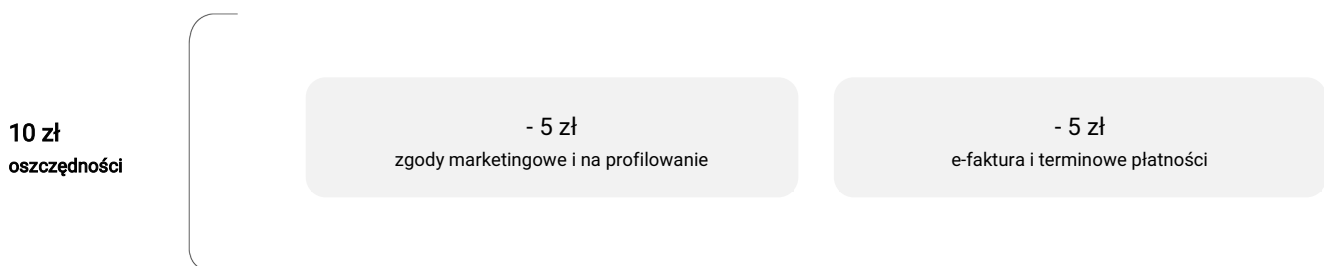 10 zł
oszczędności
- 5 zł
zgody marketingowe i na profilowanie
- 5 zł
e-faktura i terminowe płatności